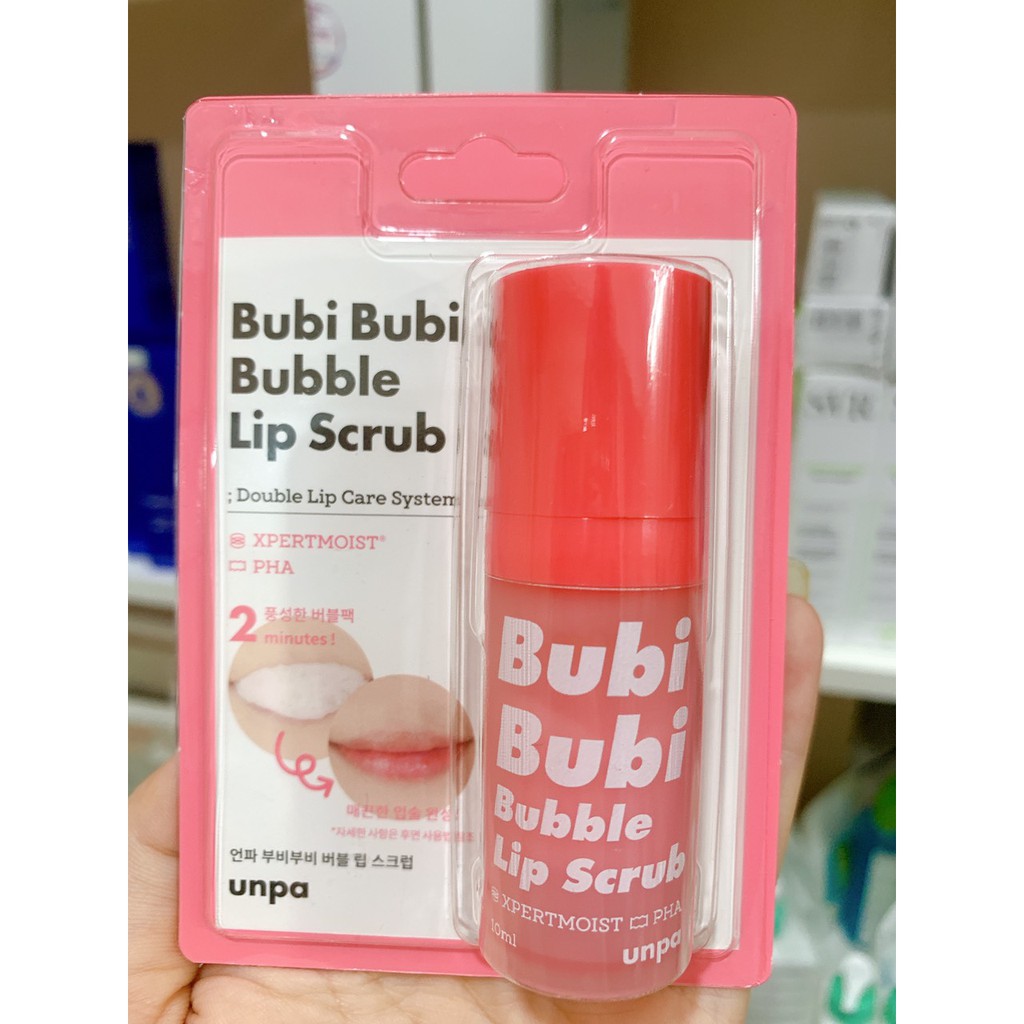 Bubi Bubi
Bubble
Lip Scrub
; Double Lip Care System
XPERTMOIST®
PHA
2 풍성한 버블팩
minutes!
매끈한 입술 완성!
*자세한 사항은 후면 사용법 참조
언파 부비부비 버블 립 스크럽
unpa
Bubi
Bubi
Bubble
Lip Scrub
XPERTMOIST PHA
10ml
unpa